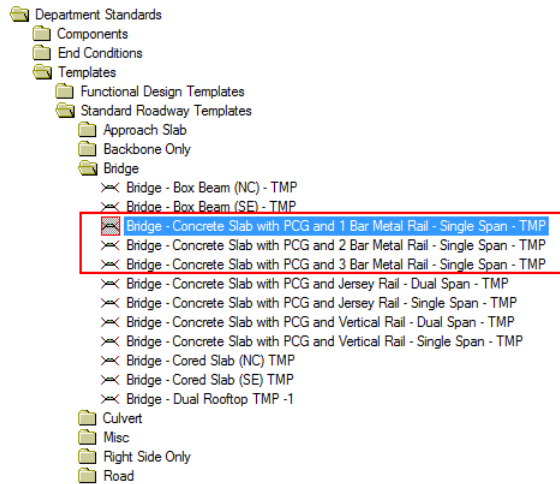 Department Standards
Components
End Conditions
Templates
Functional Design Templates
Standard Roadway Templates
Approach Slab
Backbone Only
Bridge
Bridge - Box Beam (NC) - TMP
Bridge - Box Beam (SE) - TMP
Bridge - Concrete Slab with PCG and 1 Bar Metal Rail - Single Span - TMP
Bridge - Concrete Slab with PCG and 2 Bar Metal Rail - Single Span - TMP
Bridge - Concrete Slab with PCG and 3 Bar Metal Rail - Single Span - TMP
Bridge - Concrete Slab with PCG and Jersey Rail - Dual Span - TMP
Bridge - Concrete Slab with PCG and Jersey Rail - Single Span - TMP
Bridge - Concrete Slab with PCG and Vertical Rail - Dual Span - TMP
Bridge - Concrete Slab with PCG and Vertical Rail - Single Span - TMP
Bridge - Cored Slab (NC) TMP
Bridge - Cored Slab (SE) TMP
Bridge - Dual Rooftop TMP -1
Culvert
Misc
Right Side Only
Road